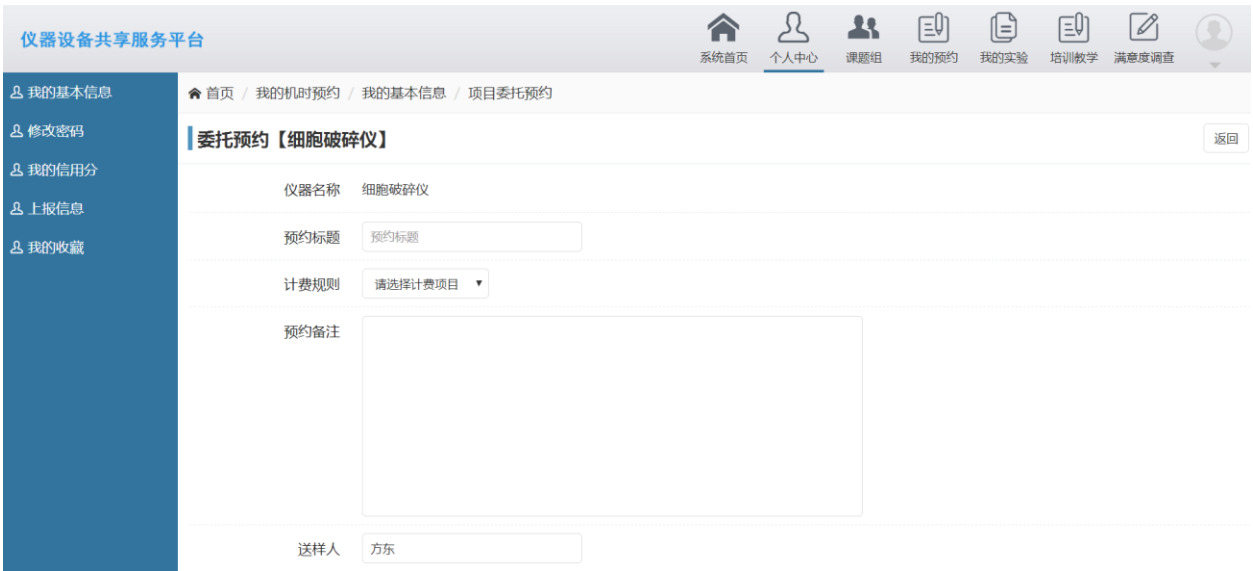 仪器设备共享服务平台
系统首页 个人中心 课题组 我的预约 我的实验 培训教学 满意度调查
我的基本信息
修改密码
我的信用分
上报信息
我的收藏
首页 / 我的机时预约 / 我的基本信息 / 项目委托预约
委托预约【细胞破碎仪】 返回
仪器名称 细胞破碎仪
预约标题 预约标题
计费规则 请选择计费项目
预约备注
送样人 方东